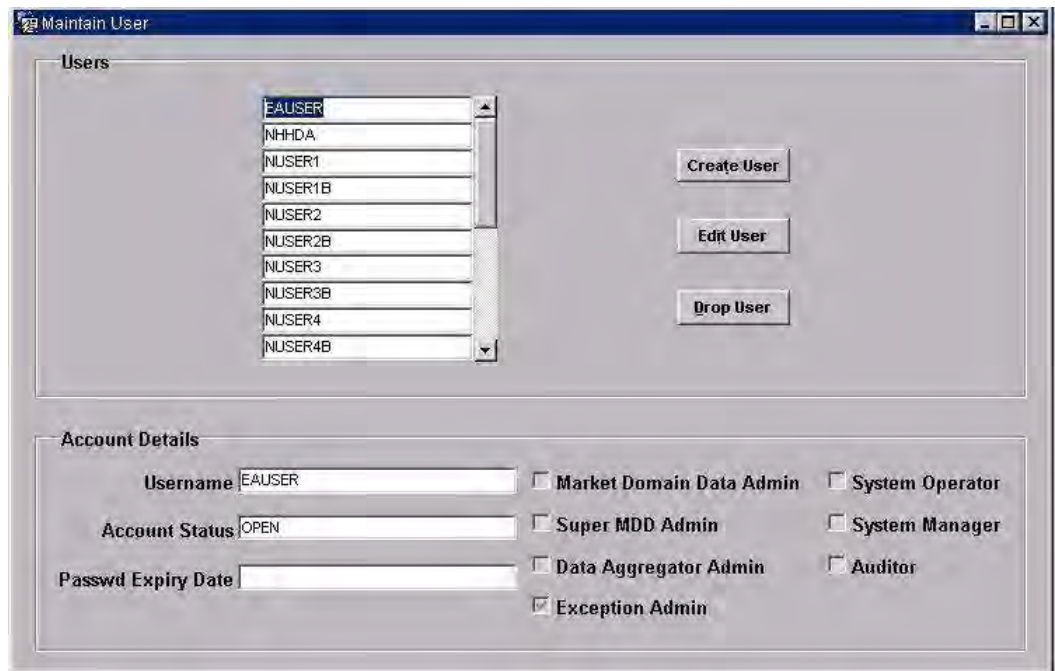 Maintain User
Users
EAUSER
NHHDA
NUSER1
NUSER1B
NUSER2
NUSER2B
NUSER3
NUSER3B
NUSER4
NUSER4B
Create User
Edit User
Drop User
Account Details
Username EAUSER
Account Status OPEN
Passwd Expiry Date
Market Domain Data Admin
Super MDD Admin
Data Aggregator Admin
Exception Admin
System Operator
System Manager
Auditor